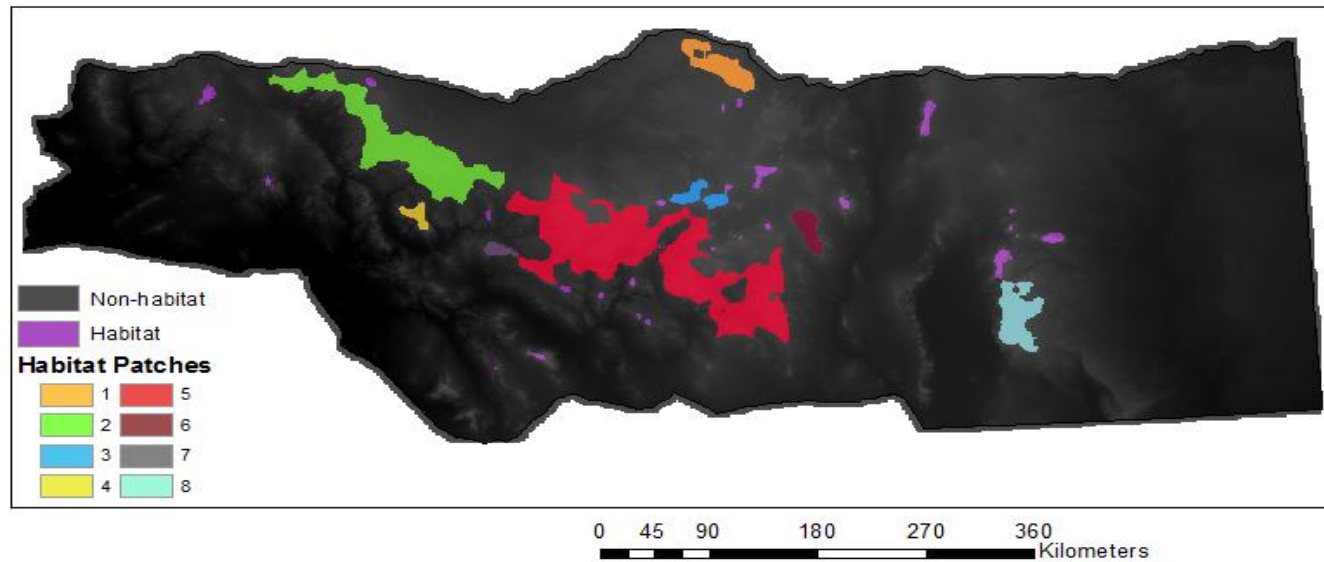 Non-habitat
Habitat
Habitat Patches
1 5
2 6
3 7
4 8
0 45 90 180 270 360
Kilometers